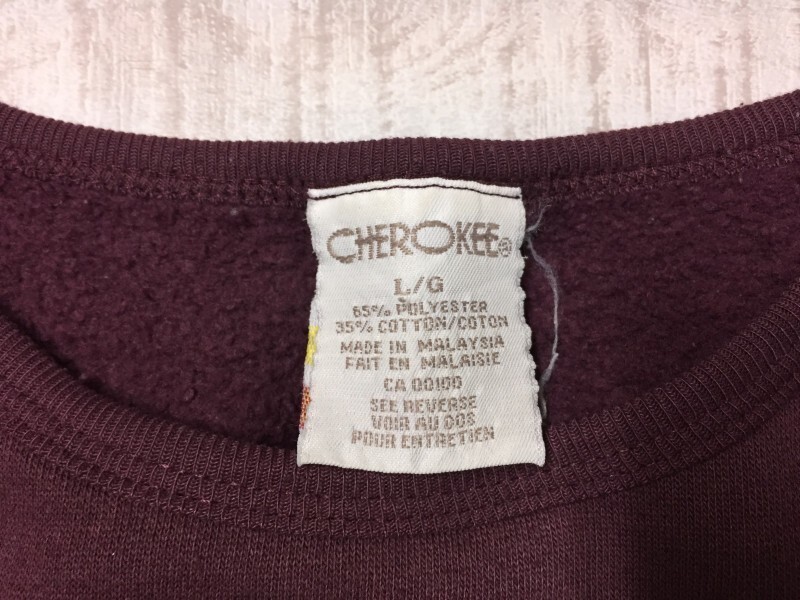 CHEROKEE®
L/G
65% POLYESTER
35% COTTON/COTON
MADE IN MALAYSIA
FAIT EN MALAISIE
CA 00100
SEE REVERSE
VOIR AU DOS
POUR ENTRETIEN